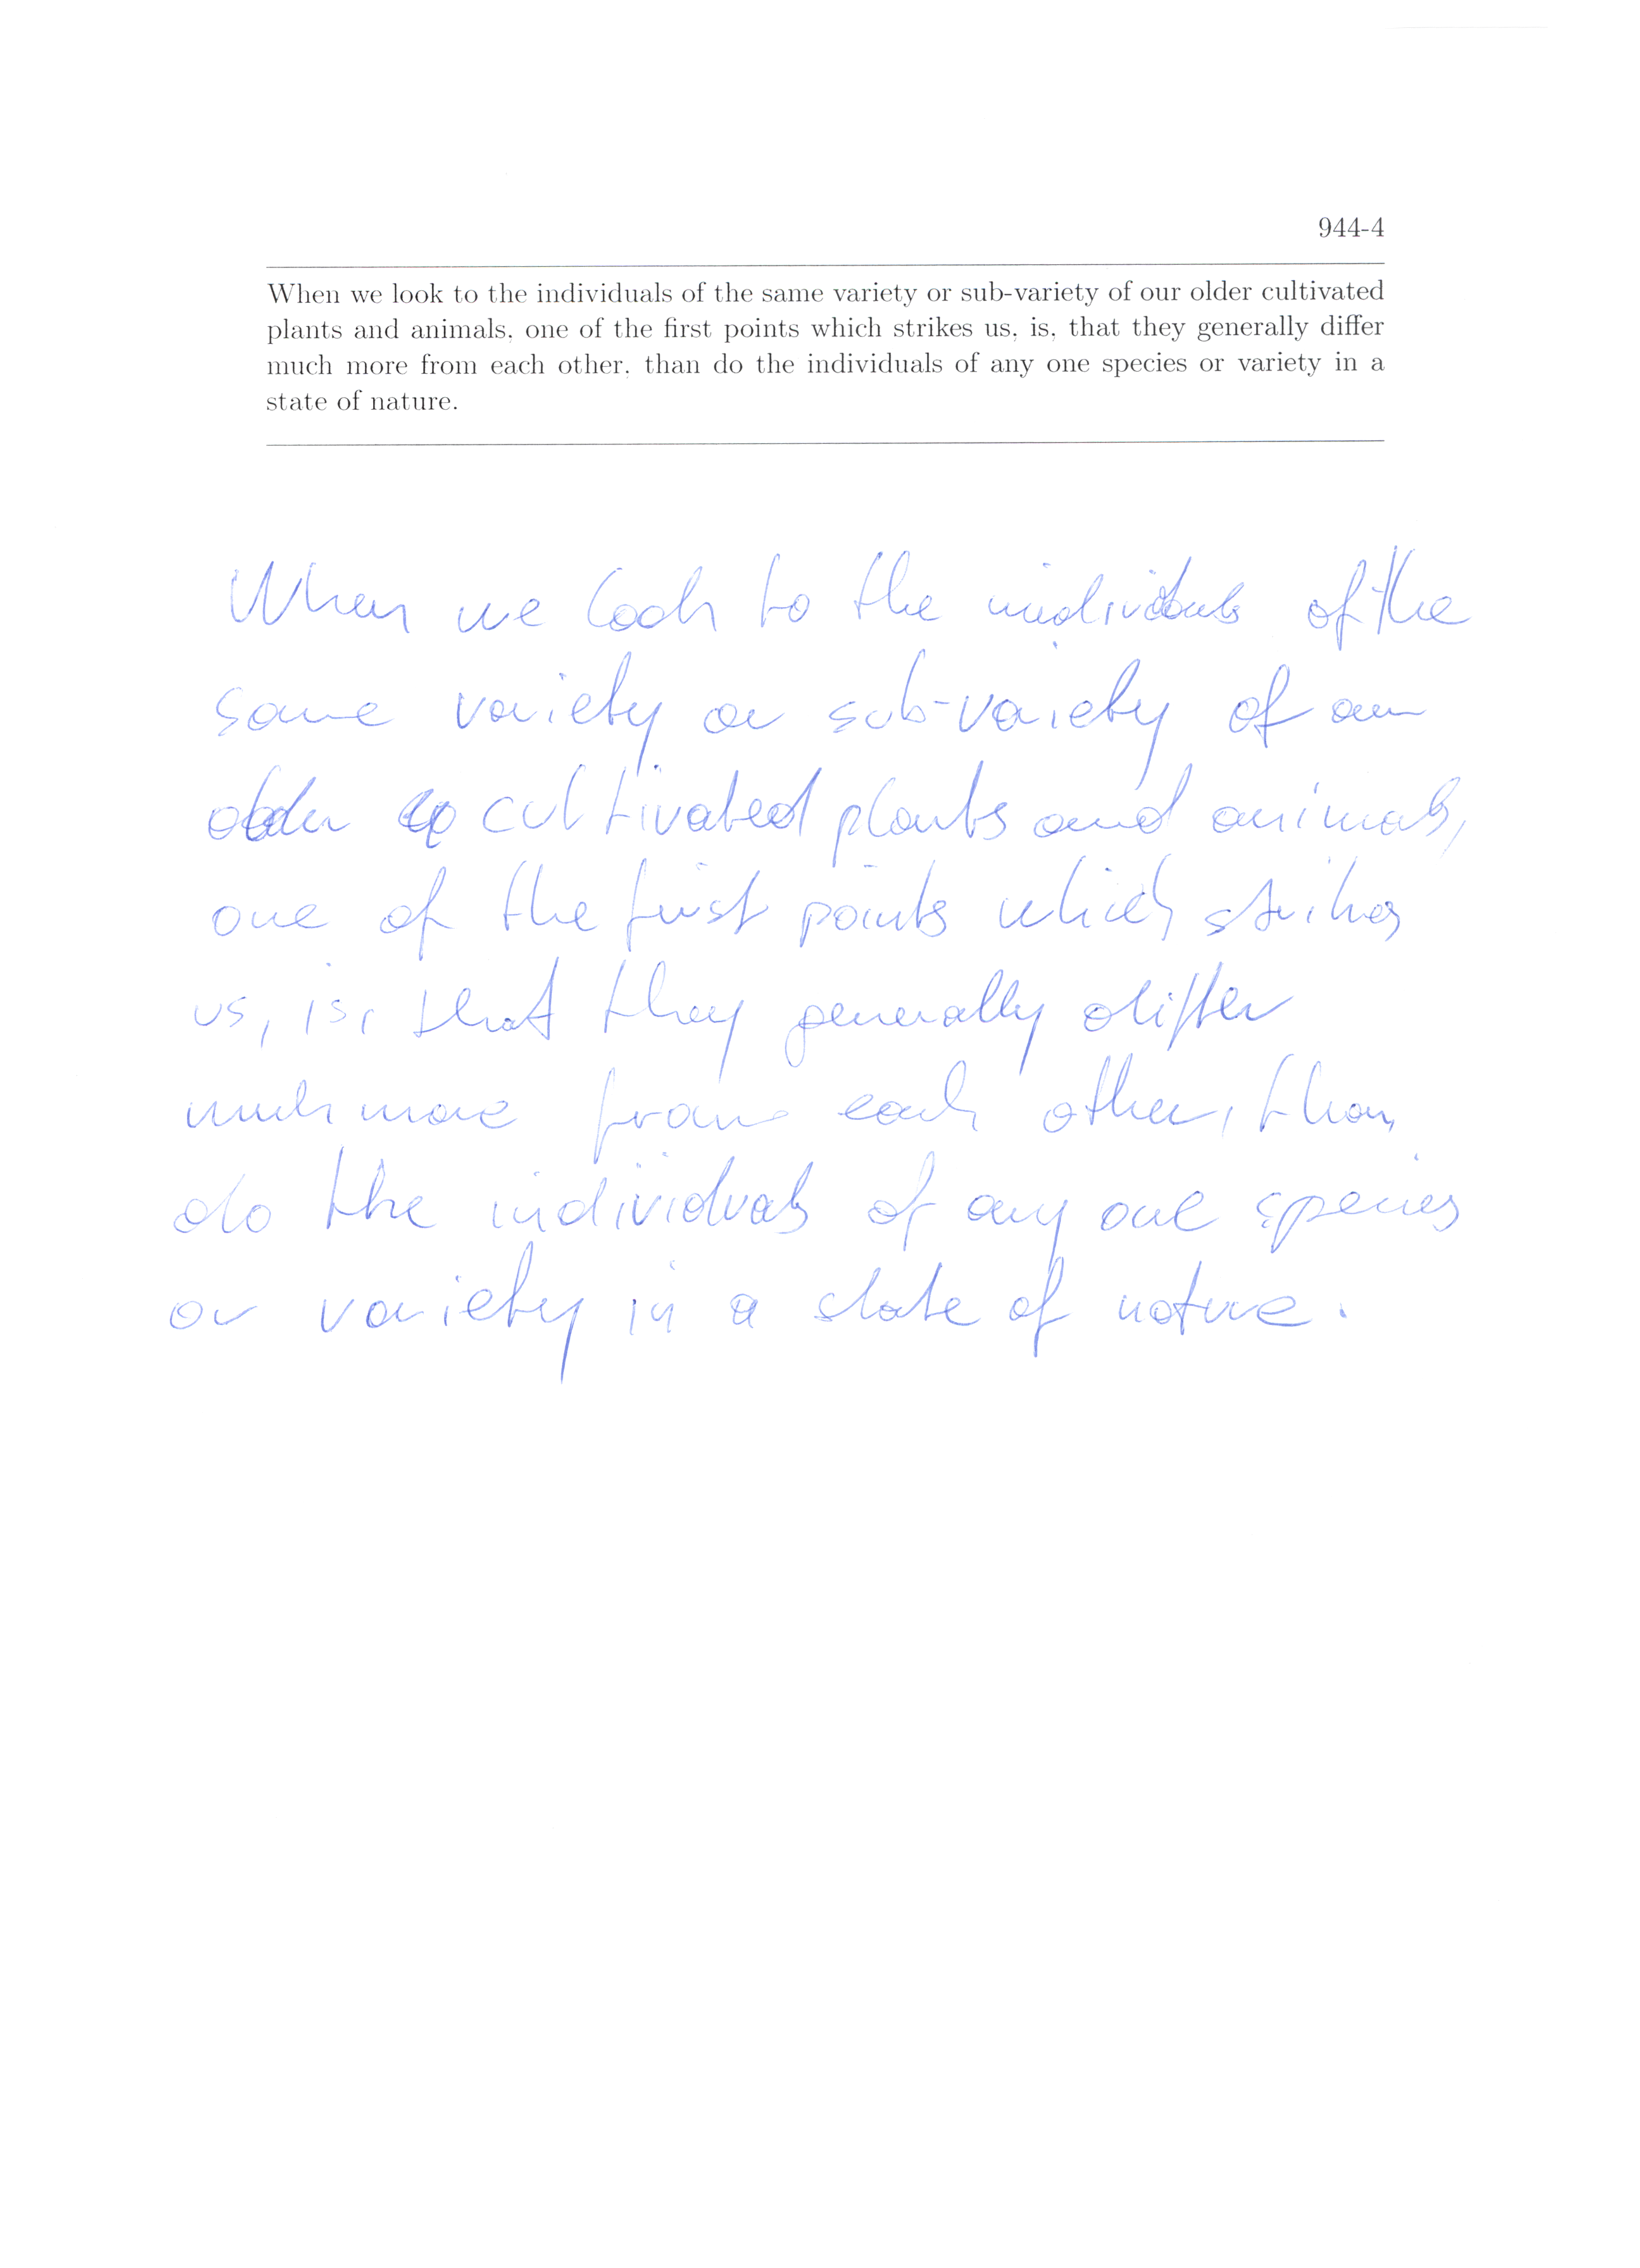 944-4
When we look to the individuals of the same variety or sub-variety of our older cultivated
plants and animals, one of the first points which strikes us, is, that they generally differ
much more from each other, than do the individuals of any one species or variety in a
state of nature.
When we look to the individuals of the
same variety or sub-variety of our
older cultivated plants and animals,
one of the first points which strikes
us, is, that they generally differ
much more from each other, than
do the individuals of any one species
or variety in a state of nature.